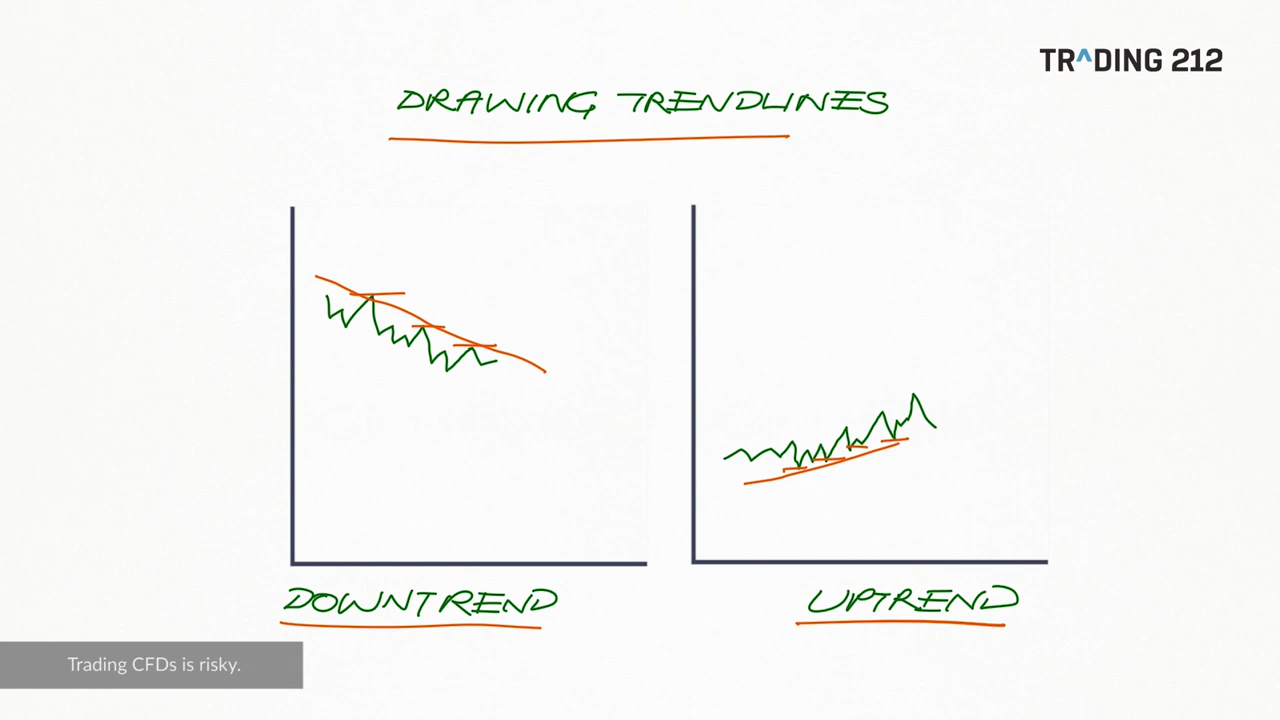 TRADING 212
DRAWING TRENDLINES
DOWNTREND
UPTREND
Trading CFDs is risky.